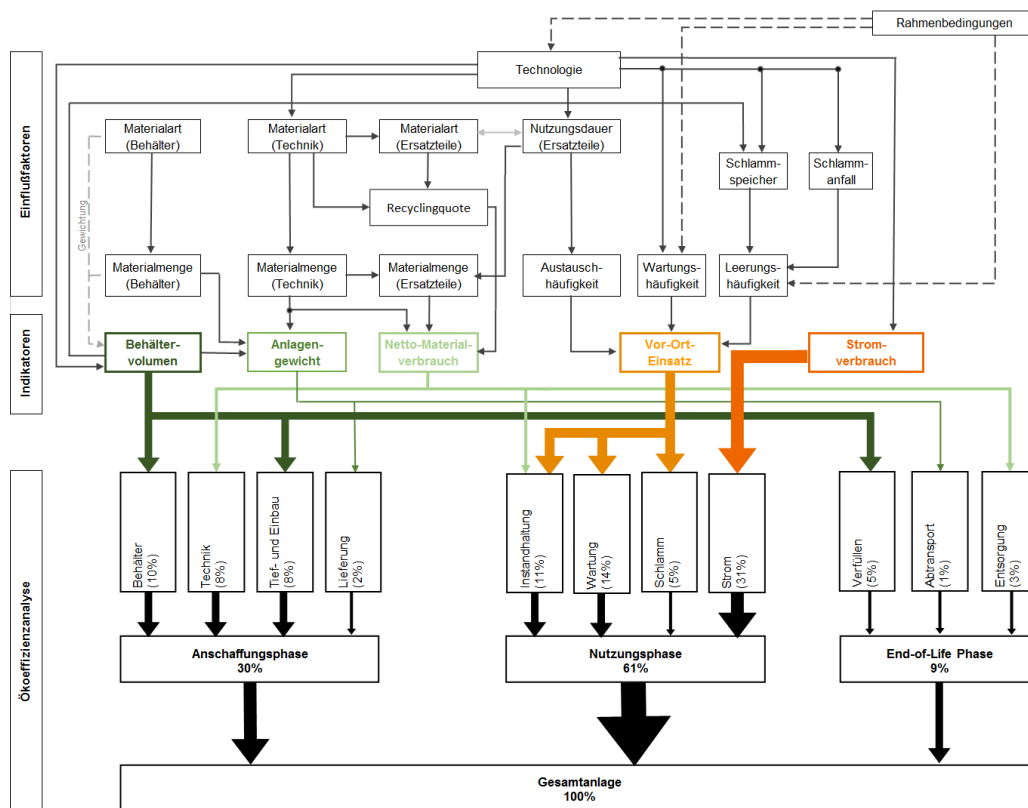 Rahmenbedingungen
Einflußfaktoren
Technologie
Materialart
(Behälter)
Materialart
(Technik)
Materialart
(Ersatzteile)
Nutzungsdauer
(Ersatzteile)
Schlamm-
speicher
Schlamm-
anfall
Recyclingquote
Gewichtung
Materialmenge
(Behälter)
Materialmenge
(Technik)
Materialmenge
(Ersatzteile)
Austausch-
häufigkeit
Wartungs-
häufigkeit
Leerungs-
häufigkeit
Indikatoren
Behälter-
volumen
Anlagen-
gewicht
Netto-Material-
verbrauch
Vor-Ort-
Einsatz
Strom-
verbrauch
Ökoeffizienzanalyse
Behälter
(10%)
Technik
(8%)
Tief- und Einbau
(8%)
Lieferung
(2%)
Instandhaltung
(11%)
Wartung
(14%)
Schlamm
(5%)
Strom
(31%)
Verfüllen
(5%)
Abtransport
(1%)
Entsorgung
(3%)
Anschaffungsphase
30%
Nutzungsphase
61%
End-of-Life Phase
9%
Gesamtanlage
100%